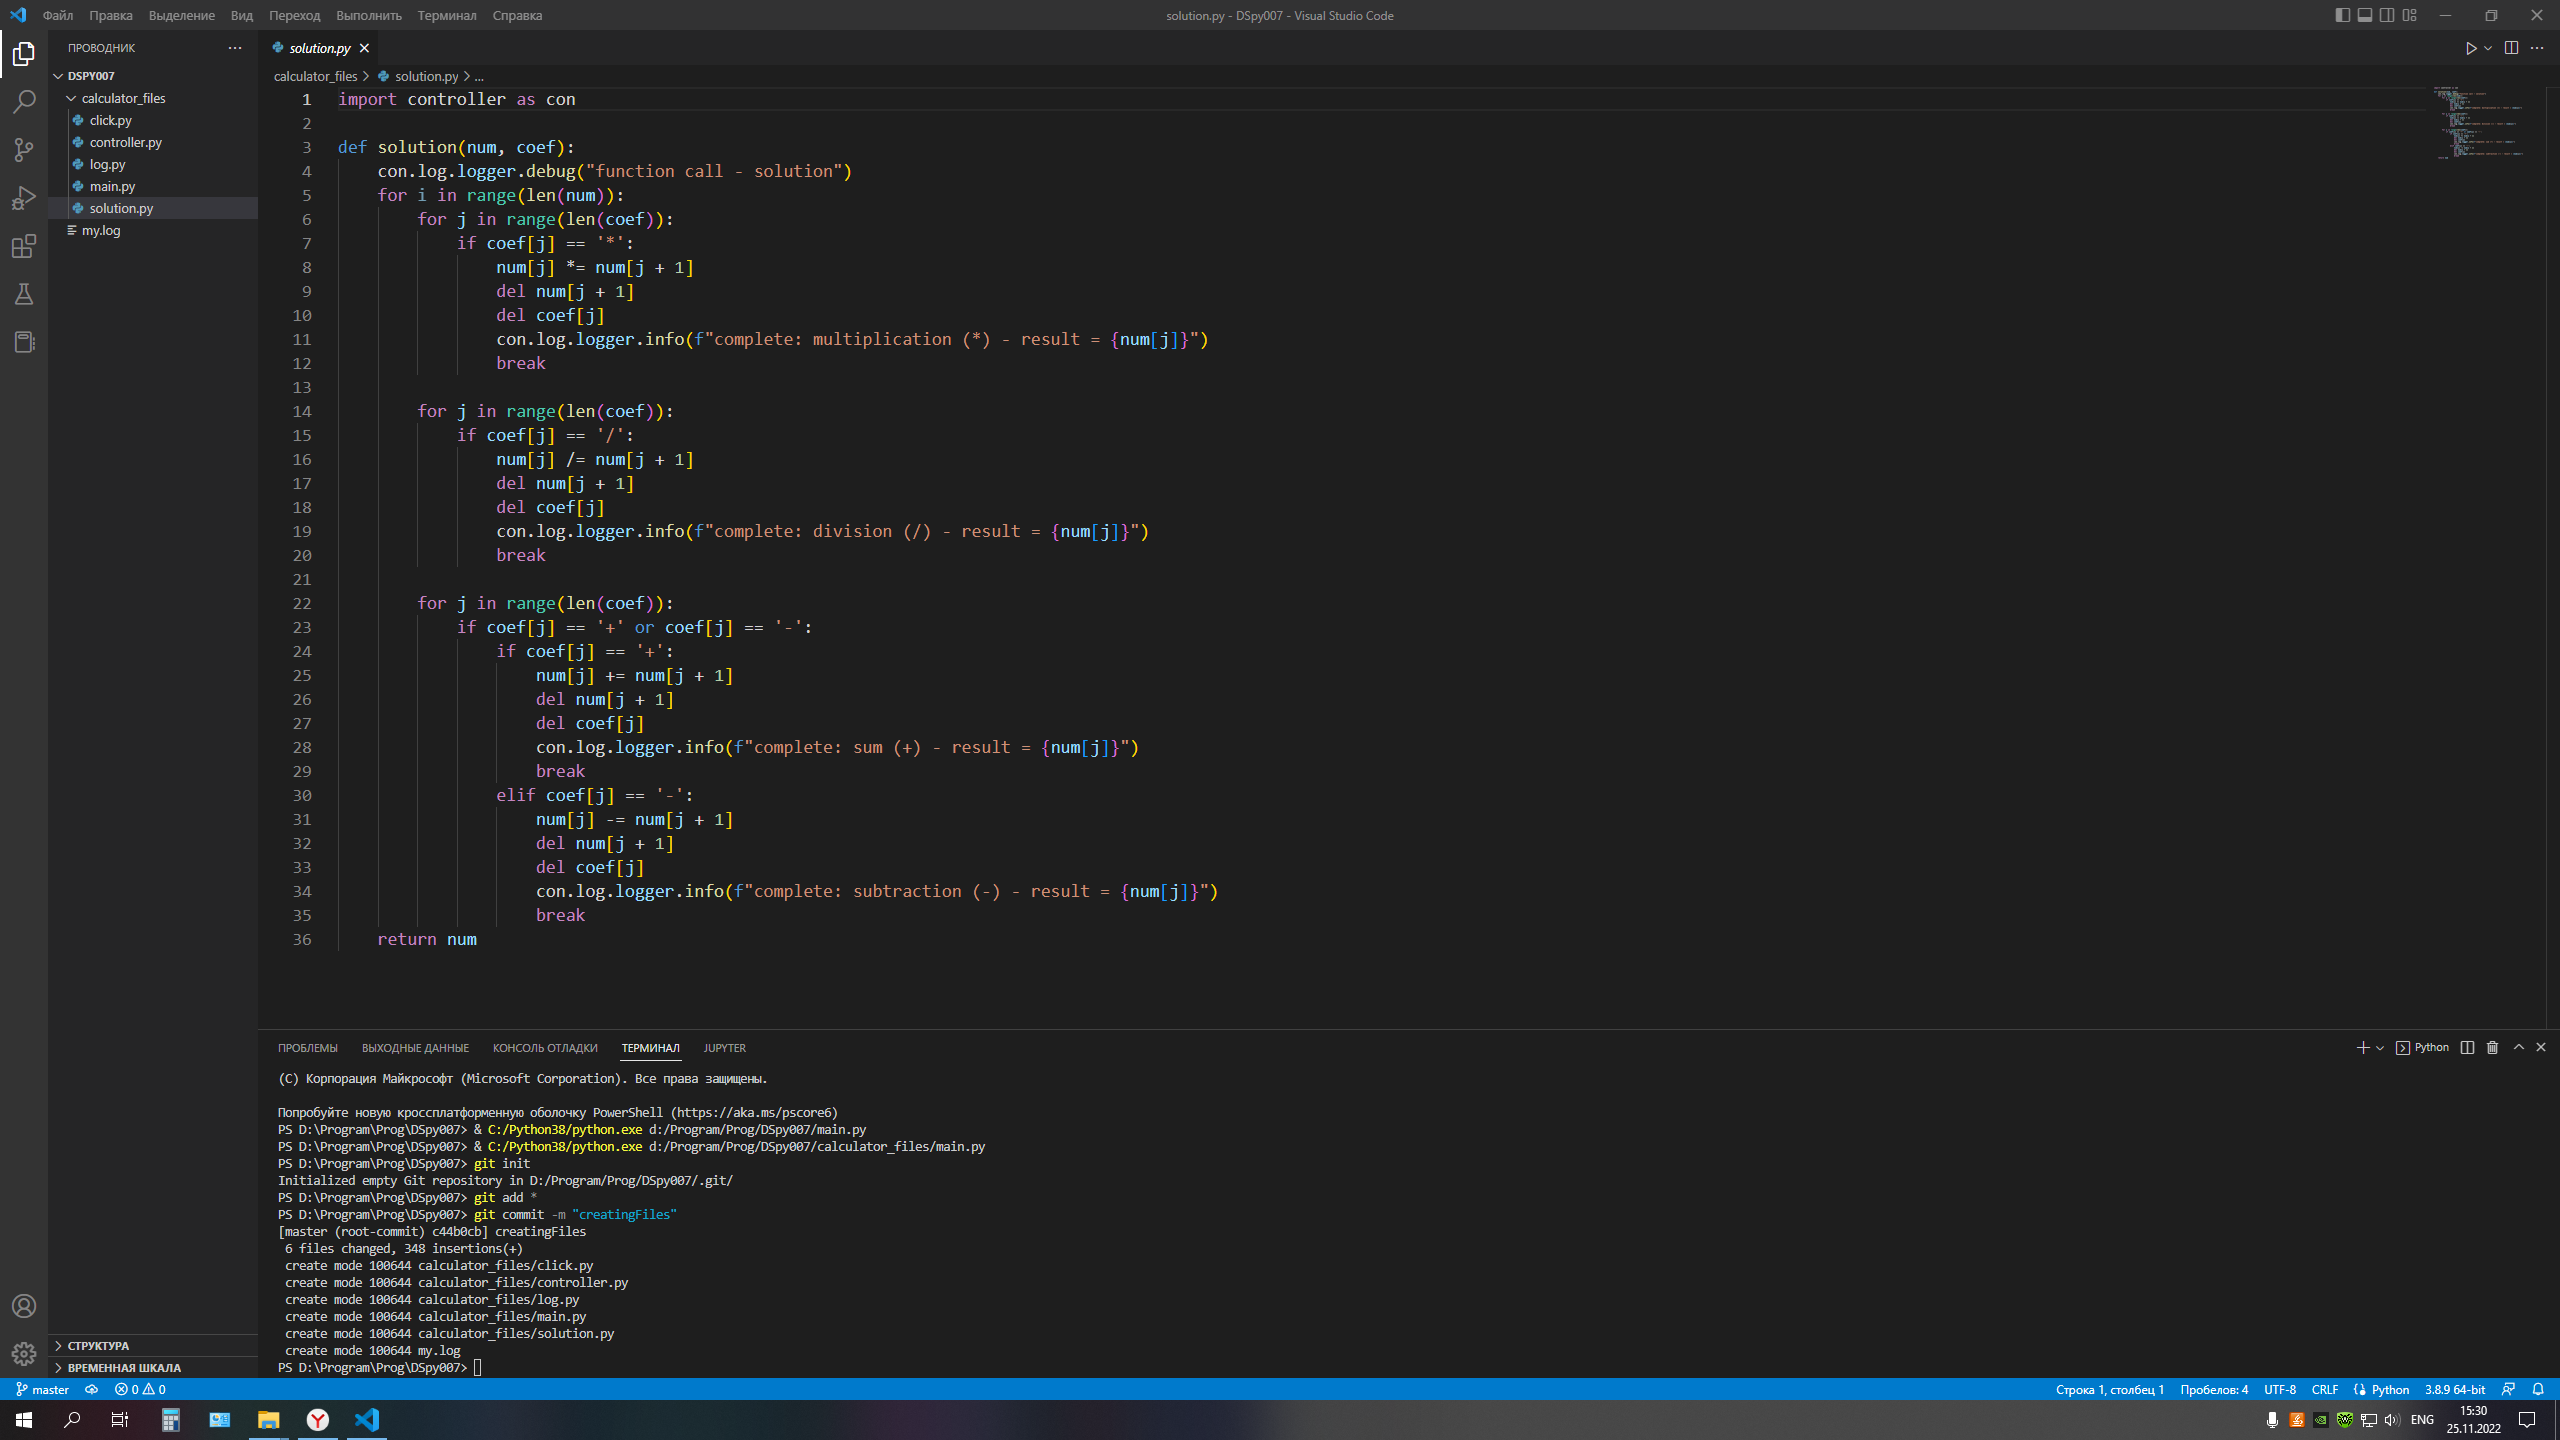 Файл Правка Выделение Вид Переход Выполнить Терминал Справка
solution.py - DSpy007 - Visual Studio Code
ПРОВОДНИК
DSPY007
calculator_files
click.py
controller.py
log.py
main.py
solution.py
my.log
СТРУКТУРА
ВРЕМЕННАЯ ШКАЛА
solution.py
calculator_files > solution.py > ...
1 import controller as con
2
3 def solution(num, coef):
4     con.log.logger.debug("function call - solution")
5     for i in range(len(num)):
6         for j in range(len(coef)):
7             if coef[j] == '*':
8                 num[j] *= num[j + 1]
9                 del num[j + 1]
10                 del coef[j]
11                 con.log.logger.info(f"complete: multiplication (*) - result = {num[j]}")
12                 break
13
14         for j in range(len(coef)):
15             if coef[j] == '/':
16                 num[j] /= num[j + 1]
17                 del num[j + 1]
18                 del coef[j]
19                 con.log.logger.info(f"complete: division (/) - result = {num[j]}")
20                 break
21
22         for j in range(len(coef)):
23             if coef[j] == '+' or coef[j] == '-':
24                 if coef[j] == '+':
25                     num[j] += num[j + 1]
26                     del num[j + 1]
27                     del coef[j]
28                     con.log.logger.info(f"complete: sum (+) - result = {num[j]}")
29                     break
30                 elif coef[j] == '-':
31                     num[j] -= num[j + 1]
32                     del num[j + 1]
33                     del coef[j]
34                     con.log.logger.info(f"complete: subtraction (-) - result = {num[j]}")
35                     break
36     return num
ПРОБЛЕМЫ ВЫХОДНЫЕ ДАННЫЕ КОНСОЛЬ ОТЛАДКИ ТЕРМИНАЛ JUPYTER
Python
(C) Корпорация Майкрософт (Microsoft Corporation). Все права защищены.
Попробуйте новую кроссплатформенную оболочку PowerShell (https://aka.ms/pscore6)
PS D:\Program\Prog\DSpy007> & C:/Python38/python.exe d:/Program/Prog/DSpy007/main.py
PS D:\Program\Prog\DSpy007> & C:/Python38/python.exe d:/Program/Prog/DSpy007/calculator_files/main.py
PS D:\Program\Prog\DSpy007> git init
Initialized empty Git repository in D:/Program/Prog/DSpy007/.git/
PS D:\Program\Prog\DSpy007> git add *
PS D:\Program\Prog\DSpy007> git commit -m "creatingFiles"
[master (root-commit) c44b0cb] creatingFiles
 6 files changed, 348 insertions(+)
 create mode 100644 calculator_files/click.py
 create mode 100644 calculator_files/controller.py
 create mode 100644 calculator_files/log.py
 create mode 100644 calculator_files/main.py
 create mode 100644 calculator_files/solution.py
 create mode 100644 my.log
PS D:\Program\Prog\DSpy007>
master 0 0 Строка 1, столбец 1 Пробелов: 4 UTF-8 CRLF Python 3.8.9 64-bit
ENG
15:30
25.11.2022